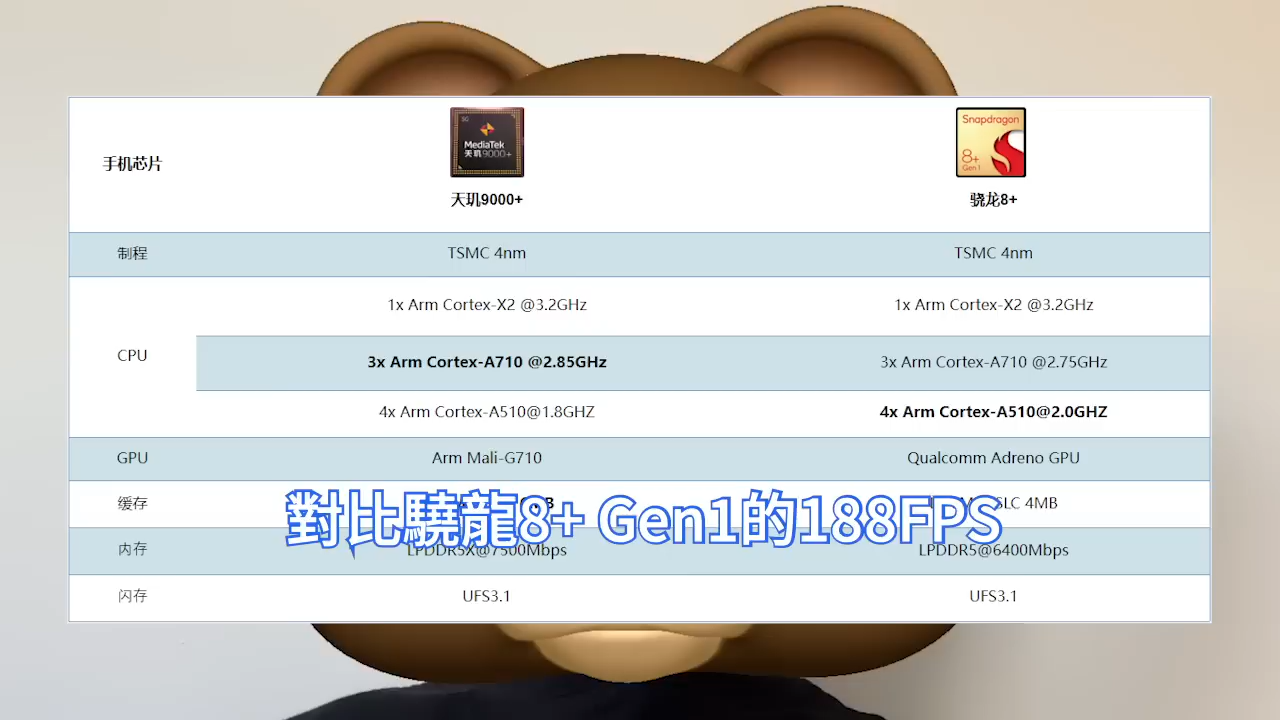 手机芯片
5G
MediaTek
天玑9000+
天玑9000+
Snapdragon
8+
Gen 1
骁龙8+
制程
TSMC 4nm
TSMC 4nm
CPU
1x Arm Cortex-X2 @3.2GHz
1x Arm Cortex-X2 @3.2GHz
3x Arm Cortex-A710 @2.85GHz
3x Arm Cortex-A710 @2.75GHz
4x Arm Cortex-A510@1.8GHZ
4x Arm Cortex-A510@2.0GHZ
GPU
Arm Mali-G710
Qualcomm Adreno GPU
缓存
SLC 4MB
對比驍龍8+ Gen1的188FPS
内存
LPDDR5X@7500Mbps
LPDDR5@6400Mbps
闪存
UFS3.1
UFS3.1